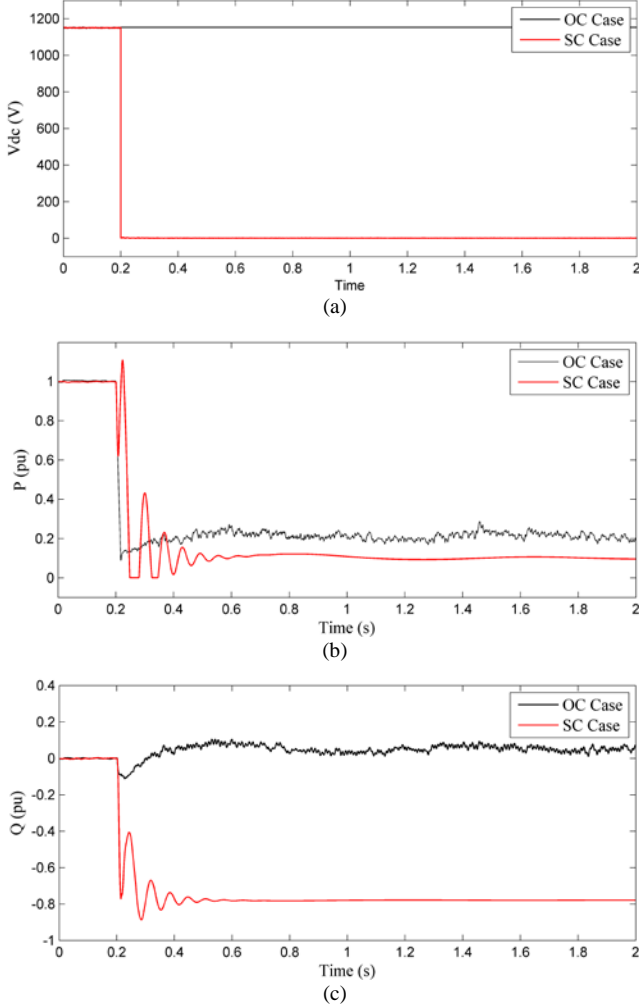 1200
1000
800
600
400
200
0
Vdc (V)
OC Case
SC Case
0 0.2 0.4 0.6 0.8 1 1.2 1.4 1.6 1.8 2
Time
(a)
1
0.8
0.6
0.4
0.2
0
P (pu)
OC Case
SC Case
0 0.2 0.4 0.6 0.8 1 1.2 1.4 1.6 1.8 2
Time (s)
(b)
0.4
0.2
0
-0.2
-0.4
-0.6
-0.8
-1
Q (pu)
OC Case
SC Case
0 0.2 0.4 0.6 0.8 1 1.2 1.4 1.6 1.8 2
Time (s)
(c)